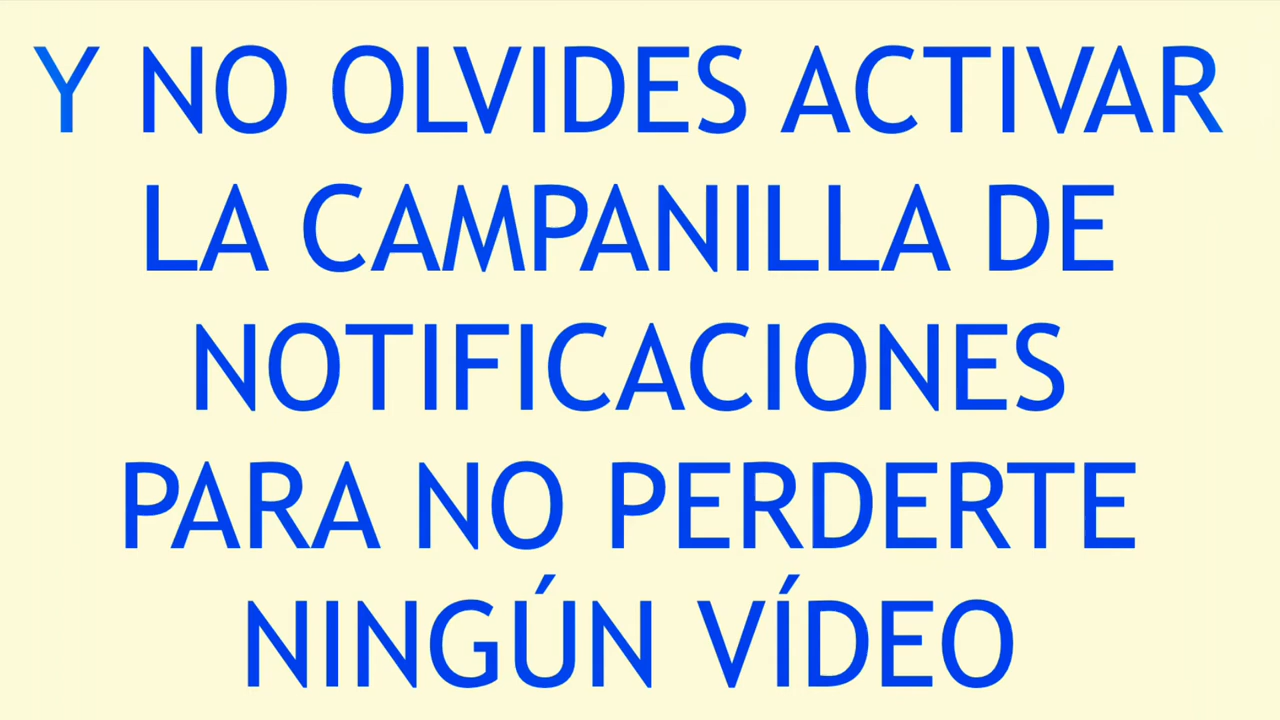 Y NO OLVIDES ACTIVAR
LA CAMPANILLA DE
NOTIFICACIONES
PARA NO PERDERTE
NINGÚN VÍDEO